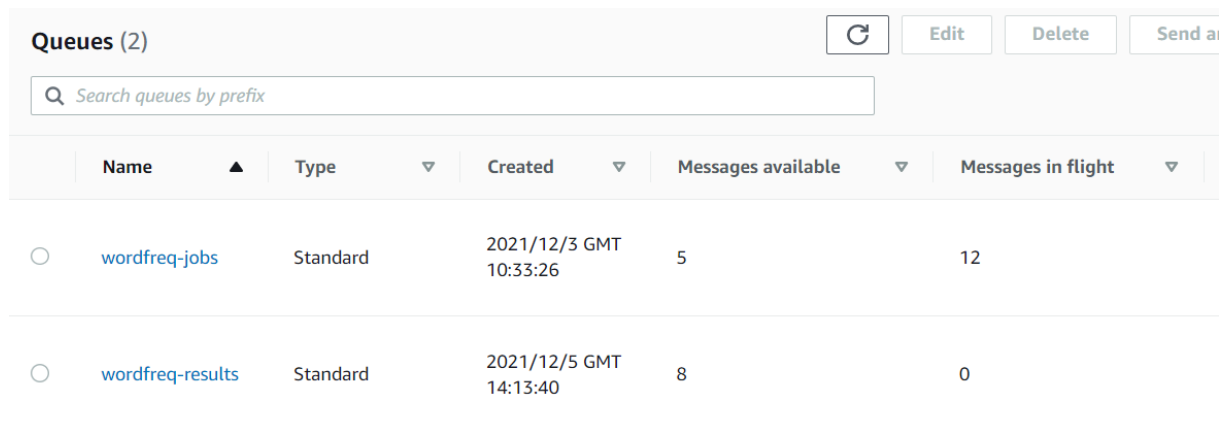 Queues (2)
Edit
Delete
Search queues by prefix
Name
Type
Created
Messages available
Messages in flight
wordfreq-jobs
Standard
2021/12/3 GMT
10:33:26
5
12
wordfreq-results
Standard
2021/12/5 GMT
14:13:40
8
0